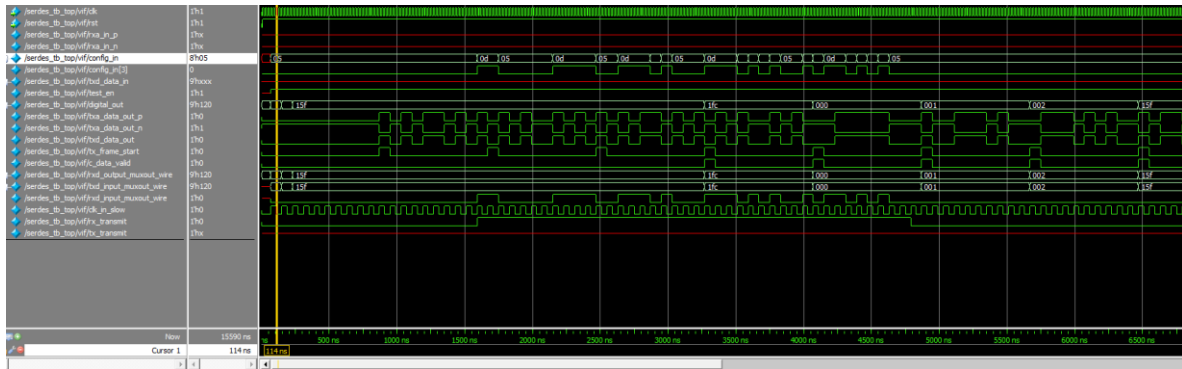 /serdes_tb_top/vif/clk 1'h1
/serdes_tb_top/vif/rst 1'h1
/serdes_tb_top/vif/rxa_in_p 1'hx
/serdes_tb_top/vif/rxa_in_n 1'hx
/serdes_tb_top/vif/config_in 8'h05 05 0d 05 0d 05 0d 05 0d 05 0d 05
/serdes_tb_top/vif/config_in[3] 0
/serdes_tb_top/vif/txd_data_in 9'hxxx
/serdes_tb_top/vif/test_en 1'h1
/serdes_tb_top/vif/digital_out 9'h120 15f 1fc 000 001 002 15f
/serdes_tb_top/vif/txa_data_out_p 1'h0
/serdes_tb_top/vif/txa_data_out_n 1'h1
/serdes_tb_top/vif/txd_data_out 1'h0
/serdes_tb_top/vif/tx_frame_start 1'h0
/serdes_tb_top/vif/c_data_valid 1'h0
/serdes_tb_top/vif/rxd_output_muxout_wire 9'h120 15f 1fc 000 001 002 15f
/serdes_tb_top/vif/txd_input_muxout_wire 9'h120 15f 1fc 000 001 002 15f
/serdes_tb_top/vif/rxd_input_muxout_wire 1'h0
/serdes_tb_top/vif/clk_in_slow 1'h0
/serdes_tb_top/vif/rx_transmit 1'h0
/serdes_tb_top/vif/tx_transmit 1'hx
Now 15590 ns ns 500 ns 1000 ns 1500 ns 2000 ns 2500 ns 3000 ns 3500 ns 4000 ns 4500 ns 5000 ns 5500 ns 6000 ns 6500 ns
Cursor 1 114 ns 114 ns